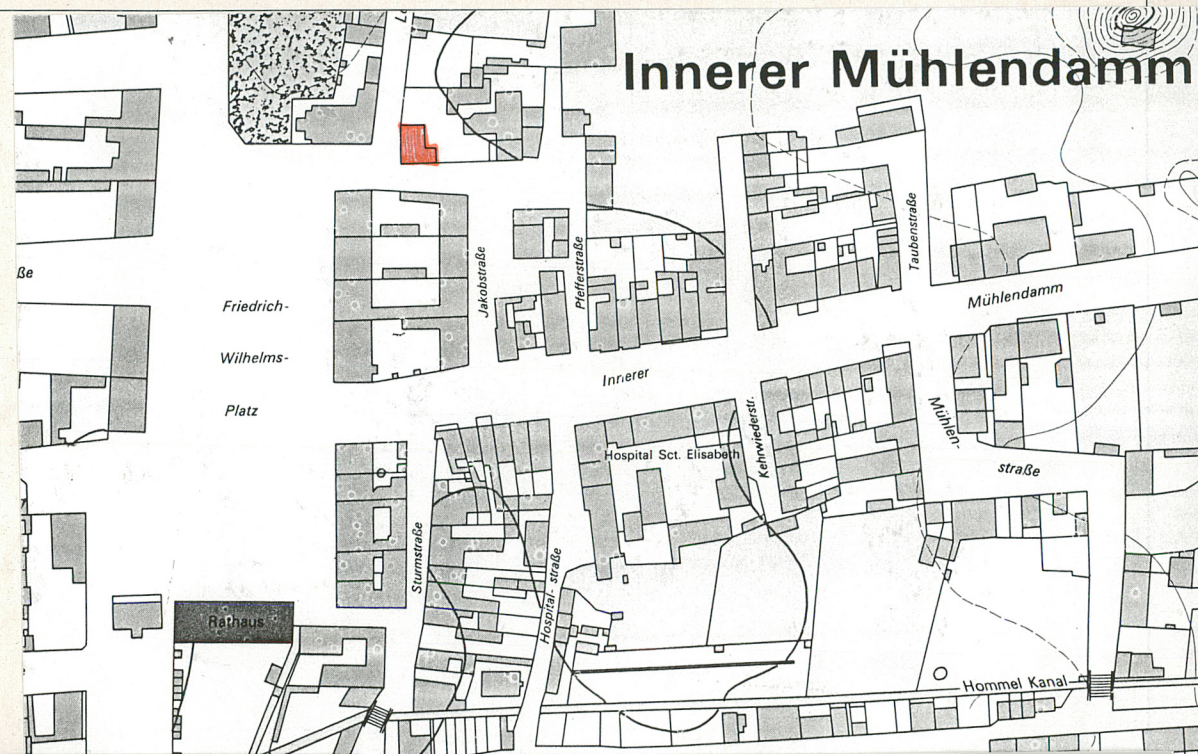 Innerer Mühlendamm
ße
Friedrich-
Wilhelms-
Platz
Jakobstraße
Pfefferstraße
Taubenstraße
Mühlendamm
Innerer
Kehrwiederstr.
Hospital Sct. Elisabeth
Mühlen-
straße
Sturmstraße
Hospital-straße
Rathaus
Hommel Kanal